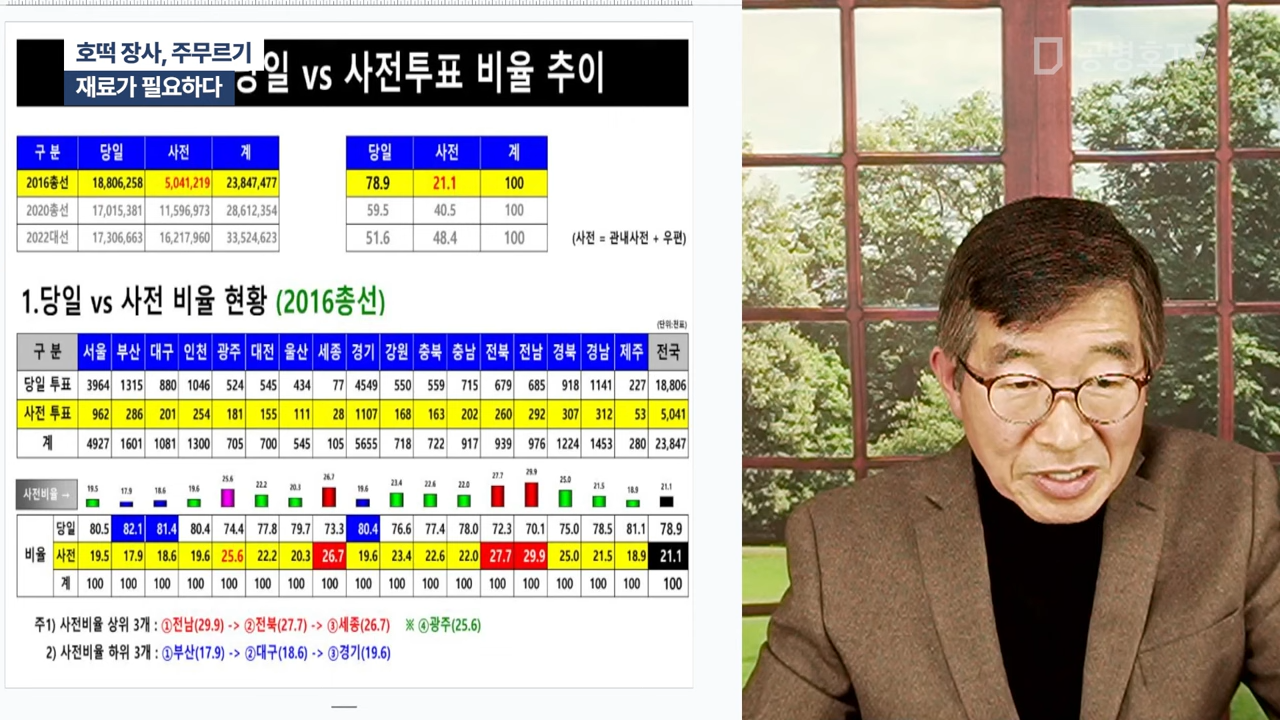 호떡 장사, 주무르기
재료가 필요하다
당일 vs 사전투표 비율 추이
공병호TV
구 분 당일 사전 계
2016총선 18,806,258 5,041,219 23,847,477
2020총선 17,015,381 11,596,973 28,612,354
2022대선 17,306,663 16,217,960 33,524,623
당일 사전 계
78.9 21.1 100
59.5 40.5 100
51.6 48.4 100
(사전 = 관내사전 + 우편)
1.당일 vs 사전 비율 현황 (2016총선)
(단위:천표)
구 분 서울 부산 대구 인천 광주 대전 울산 세종 경기 강원 충북 충남 전북 전남 경북 경남 제주 전국
당일 투표 3964 1315 880 1046 524 545 434 77 4549 550 559 715 679 685 918 1141 227 18,806
사전 투표 962 286 201 254 181 155 111 28 1107 168 163 202 260 292 307 312 53 5,041
계 4927 1601 1081 1300 705 700 545 105 5655 718 722 917 939 976 1224 1453 280 23,847
사전비율 → 19.5 17.9 18.6 19.6 25.6 22.2 20.3 26.7 19.6 23.4 22.6 22.0 27.7 29.9 25.0 21.5 18.9 21.1
비율
당일 80.5 82.1 81.4 80.4 74.4 77.8 79.7 73.3 80.4 76.6 77.4 78.0 72.3 70.1 75.0 78.5 81.1 78.9
사전 19.5 17.9 18.6 19.6 25.6 22.2 20.3 26.7 19.6 23.4 22.6 22.0 27.7 29.9 25.0 21.5 18.9 21.1
계 100 100 100 100 100 100 100 100 100 100 100 100 100 100 100 100 100 100
주1) 사전비율 상위 3개 : ①전남(29.9) -> ②전북(27.7) -> ③세종(26.7) ※ ④광주(25.6)
2) 사전비율 하위 3개 : ①부산(17.9) -> ②대구(18.6) -> ③경기(19.6)